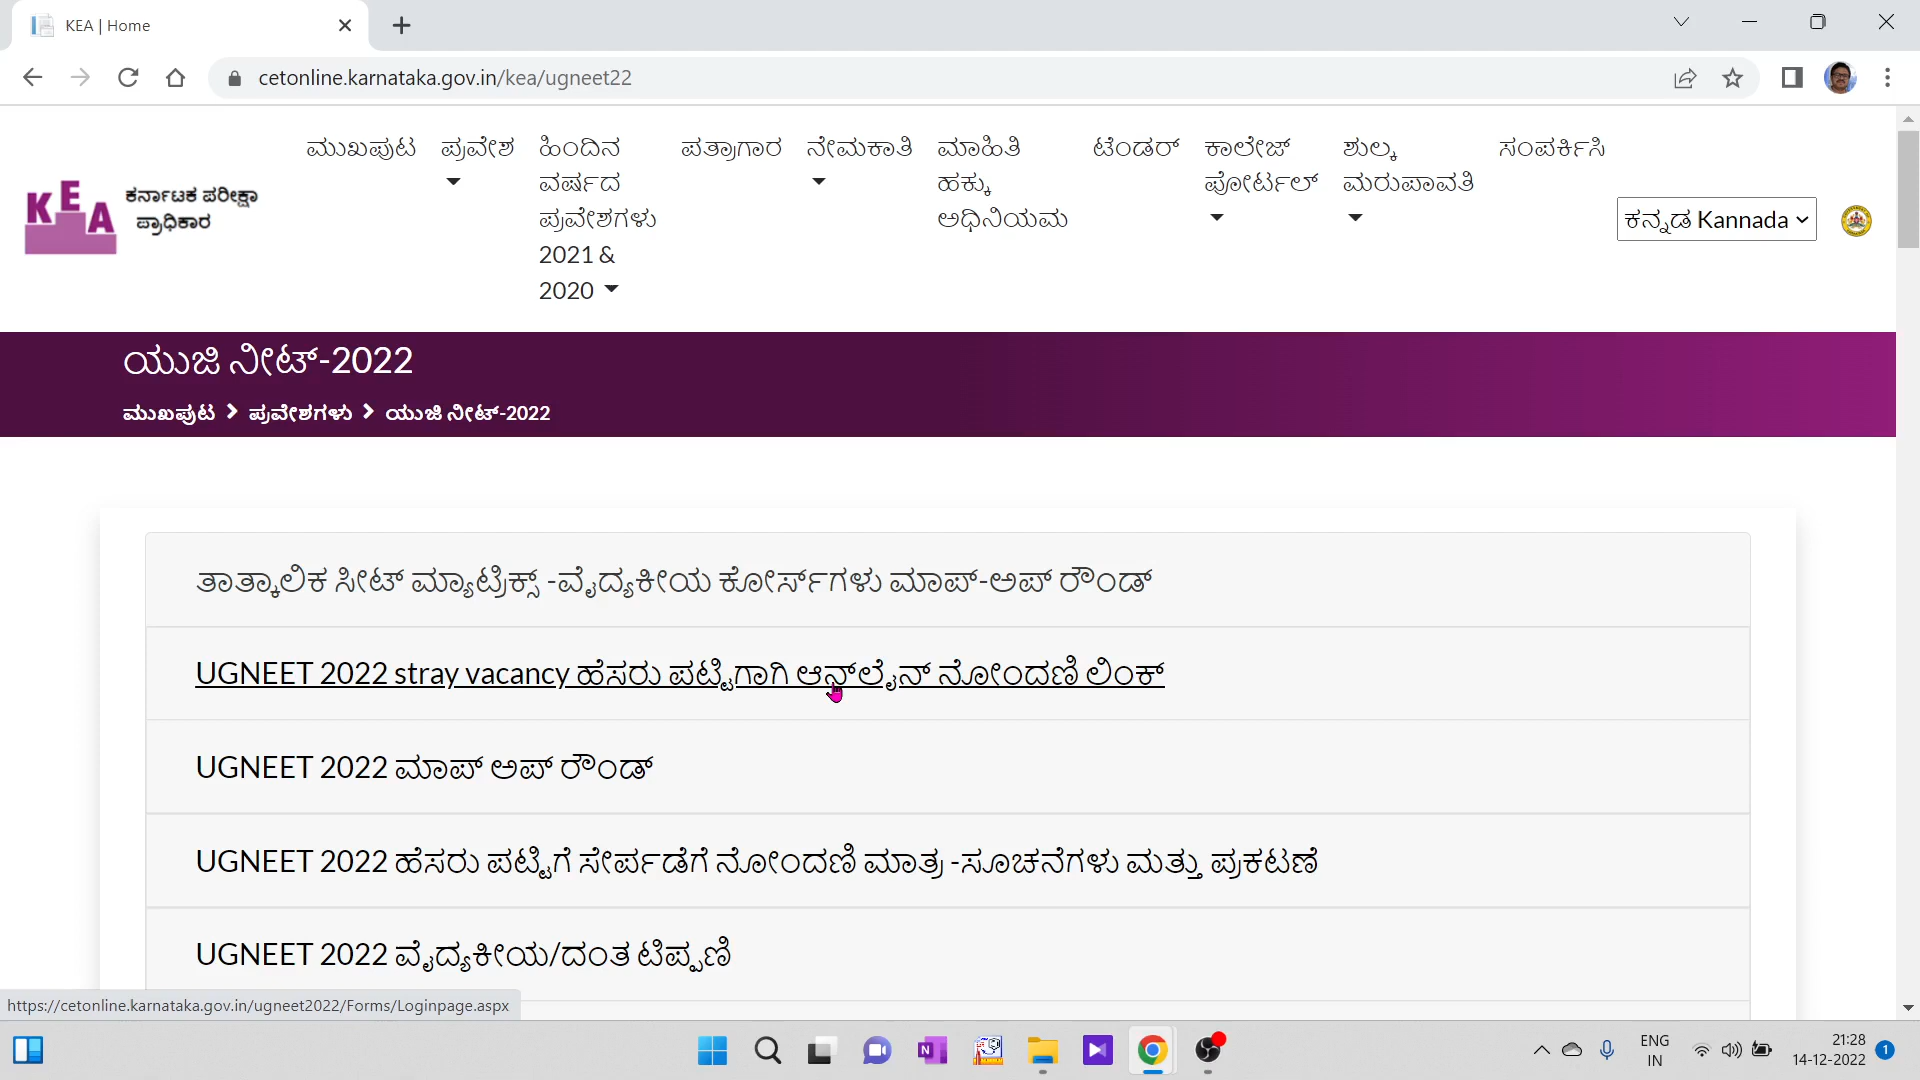 KEA | Home
cetonline.karnataka.gov.in/kea/ugneet22
KEA
ಕರ್ನಾಟಕ ಪರೀಕ್ಷಾ
ಪ್ರಾಧಿಕಾರ
ಮುಖಪುಟ
ಪ್ರವೇಶ
ಹಿಂದಿನ
ವರ್ಷದ
ಪ್ರವೇಶಗಳು
2021 &
2020
ಪತ್ರಾಗಾರ
ನೇಮಕಾತಿ
ಮಾಹಿತಿ
ಹಕ್ಕು
ಅಧಿನಿಯಮ
ಟೆಂಡರ್
ಕಾಲೇಜ್
ಪೋರ್ಟಲ್
ಶುಲ್ಕ
ಮರುಪಾವತಿ
ಸಂಪರ್ಕಿಸಿ
ಕನ್ನಡ Kannada
ಯುಜಿ ನೀಟ್-2022
ಮುಖಪುಟ > ಪ್ರವೇಶಗಳು > ಯುಜಿ ನೀಟ್-2022
ತಾತ್ಕಾಲಿಕ ಸೀಟ್ ಮ್ಯಾಟ್ರಿಕ್ಸ್ -ವೈದ್ಯಕೀಯ ಕೋರ್ಸ್‌ಗಳು ಮಾಪ್-ಅಪ್ ರೌಂಡ್
UGNEET 2022 stray vacancy ಹೆಸರು ಪಟ್ಟಿಗಾಗಿ ಆನ್‌ಲೈನ್ ನೋಂದಣಿ ಲಿಂಕ್
UGNEET 2022 ಮಾಪ್ ಅಪ್ ರೌಂಡ್
UGNEET 2022 ಹೆಸರು ಪಟ್ಟಿಗೆ ಸೇರ್ಪಡೆಗೆ ನೋಂದಣಿ ಮಾತ್ರ -ಸೂಚನೆಗಳು ಮತ್ತು ಪ್ರಕಟಣೆ
UGNEET 2022 ವೈದ್ಯಕೀಯ/ದಂತ ಟಿಪ್ಪಣಿ
https://cetonline.karnataka.gov.in/ugneet2022/Forms/Loginpage.aspx
ENG
IN
21:28
14-12-2022
1